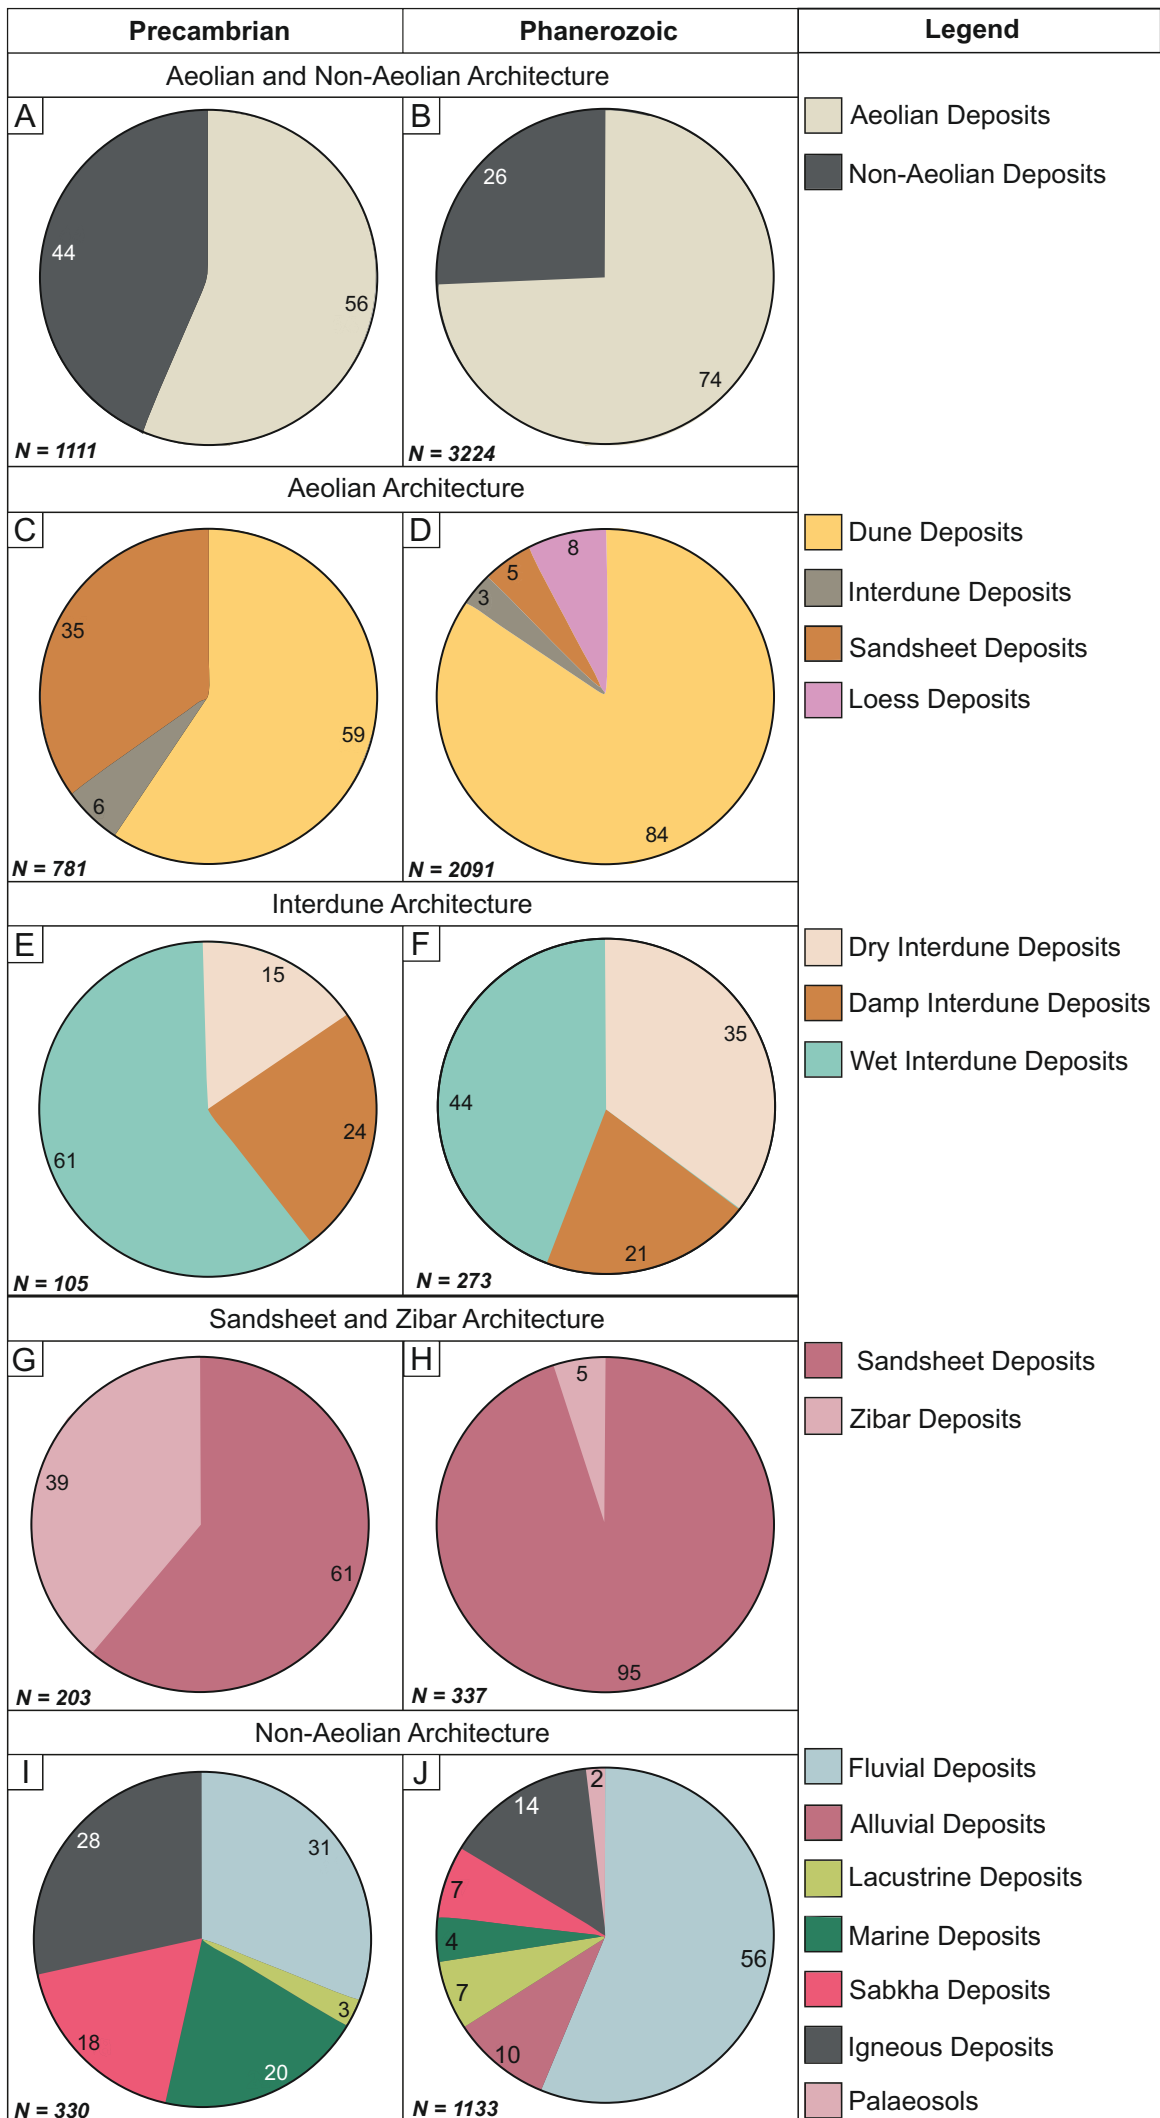 Precambrian
Phanerozoic
Legend
Aeolian and Non-Aeolian Architecture
A
44
56
N = 1111
B
26
74
N = 3224
Aeolian Deposits
Non-Aeolian Deposits
Aeolian Architecture
C
35
59
6
N = 781
D
8
5
3
84
N = 2091
Dune Deposits
Interdune Deposits
Sandsheet Deposits
Loess Deposits
Interdune Architecture
E
15
24
61
N = 105
F
35
44
21
N = 273
Dry Interdune Deposits
Damp Interdune Deposits
Wet Interdune Deposits
Sandsheet and Zibar Architecture
G
39
61
N = 203
H
5
95
N = 337
Sandsheet Deposits
Zibar Deposits
Non-Aeolian Architecture
I
28
31
3
18
20
N = 330
J
2
14
7
4
56
7
10
N = 1133
Fluvial Deposits
Alluvial Deposits
Lacustrine Deposits
Marine Deposits
Sabkha Deposits
Igneous Deposits
Palaeosols